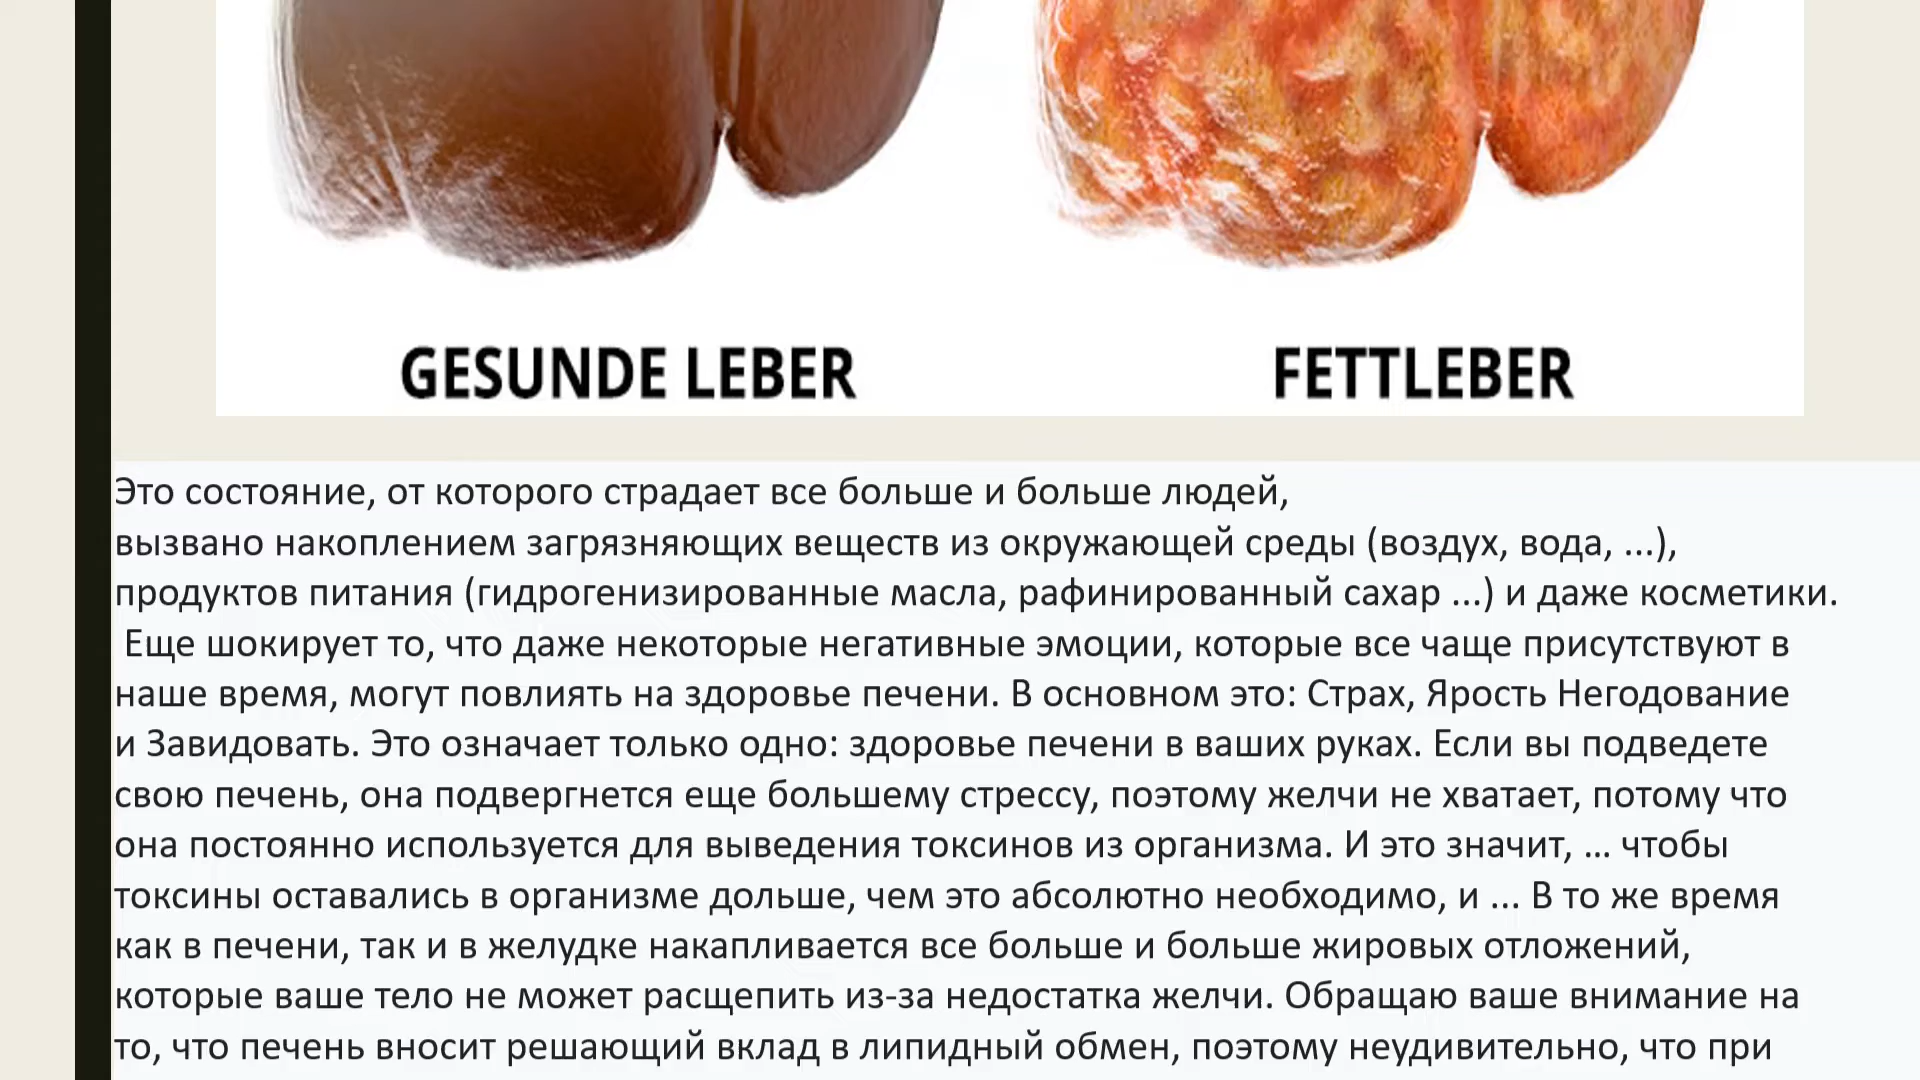 GESUNDE LEBER
FETTLEBER
Это состояние, от которого страдает все больше и больше людей,
вызвано накоплением загрязняющих веществ из окружающей среды (воздух, вода, ...),
продуктов питания (гидрогенизированные масла, рафинированный сахар ...) и даже косметики.
Еще шокирует то, что даже некоторые негативные эмоции, которые все чаще присутствуют в
наше время, могут повлиять на здоровье печени. В основном это: Страх, Ярость Негодование
и Завидовать. Это означает только одно: здоровье печени в ваших руках. Если вы подведете
свою печень, она подвергнется еще большему стрессу, поэтому желчи не хватает, потому что
она постоянно используется для выведения токсинов из организма. И это значит, ... чтобы
токсины оставались в организме дольше, чем это абсолютно необходимо, и ... В то же время
как в печени, так и в желудке накапливается все больше и больше жировых отложений,
которые ваше тело не может расщепить из-за недостатка желчи. Обращаю ваше внимание на
то, что печень вносит решающий вклад в липидный обмен, поэтому неудивительно, что при